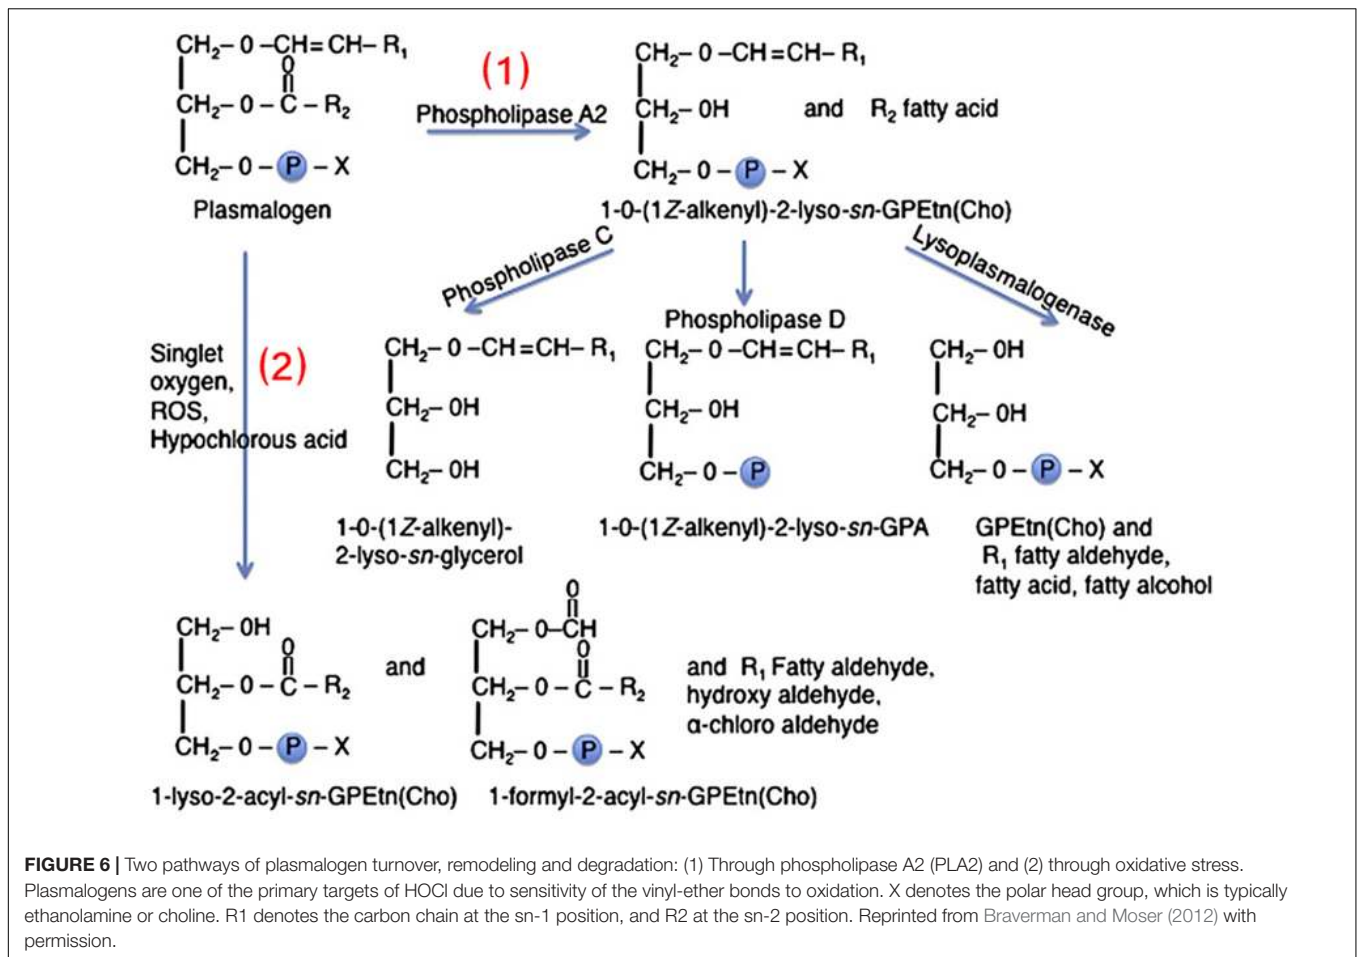 CH₂–O–CH=CH–R₁
O
CH₂–O–C–R₂
CH₂–O–P–X
Plasmalogen
(1)
Phospholipase A2
CH₂–O–CH=CH–R₁
CH₂–OH and R₂ fatty acid
CH₂–O–P–X
1-0-(1Z-alkenyl)-2-lyso-sn-GPEtn(Cho)
Phospholipase C
Phospholipase D
Lysoplasmalogenase
Singlet
oxygen,
ROS,
Hypochlorous acid
(2)
CH₂–O–CH=CH–R₁
CH₂–OH
CH₂–OH
1-0-(1Z-alkenyl)-
2-lyso-sn-glycerol
CH₂–O–CH=CH–R₁
CH₂–OH
CH₂–O–P
1-0-(1Z-alkenyl)-2-lyso-sn-GPA
CH₂–OH
CH₂–OH
CH₂–O–P–X
GPEtn(Cho) and
R₁ fatty aldehyde,
fatty acid, fatty alcohol
CH₂–OH
O
CH₂–O–C–R₂
CH₂–O–P–X
1-lyso-2-acyl-sn-GPEtn(Cho)
and
O
CH₂–O–CH
O
CH₂–O–C–R₂
CH₂–O–P–X
1-formyl-2-acyl-sn-GPEtn(Cho)
and R₁ Fatty aldehyde,
hydroxy aldehyde,
α-chloro aldehyde
FIGURE 6 | Two pathways of plasmalogen turnover, remodeling and degradation: (1) Through phospholipase A2 (PLA2) and (2) through oxidative stress.
Plasmalogens are one of the primary targets of HOCl due to sensitivity of the vinyl-ether bonds to oxidation. X denotes the polar head group, which is typically
ethanolamine or choline. R1 denotes the carbon chain at the sn-1 position, and R2 at the sn-2 position. Reprinted from Braverman and Moser (2012) with
permission.